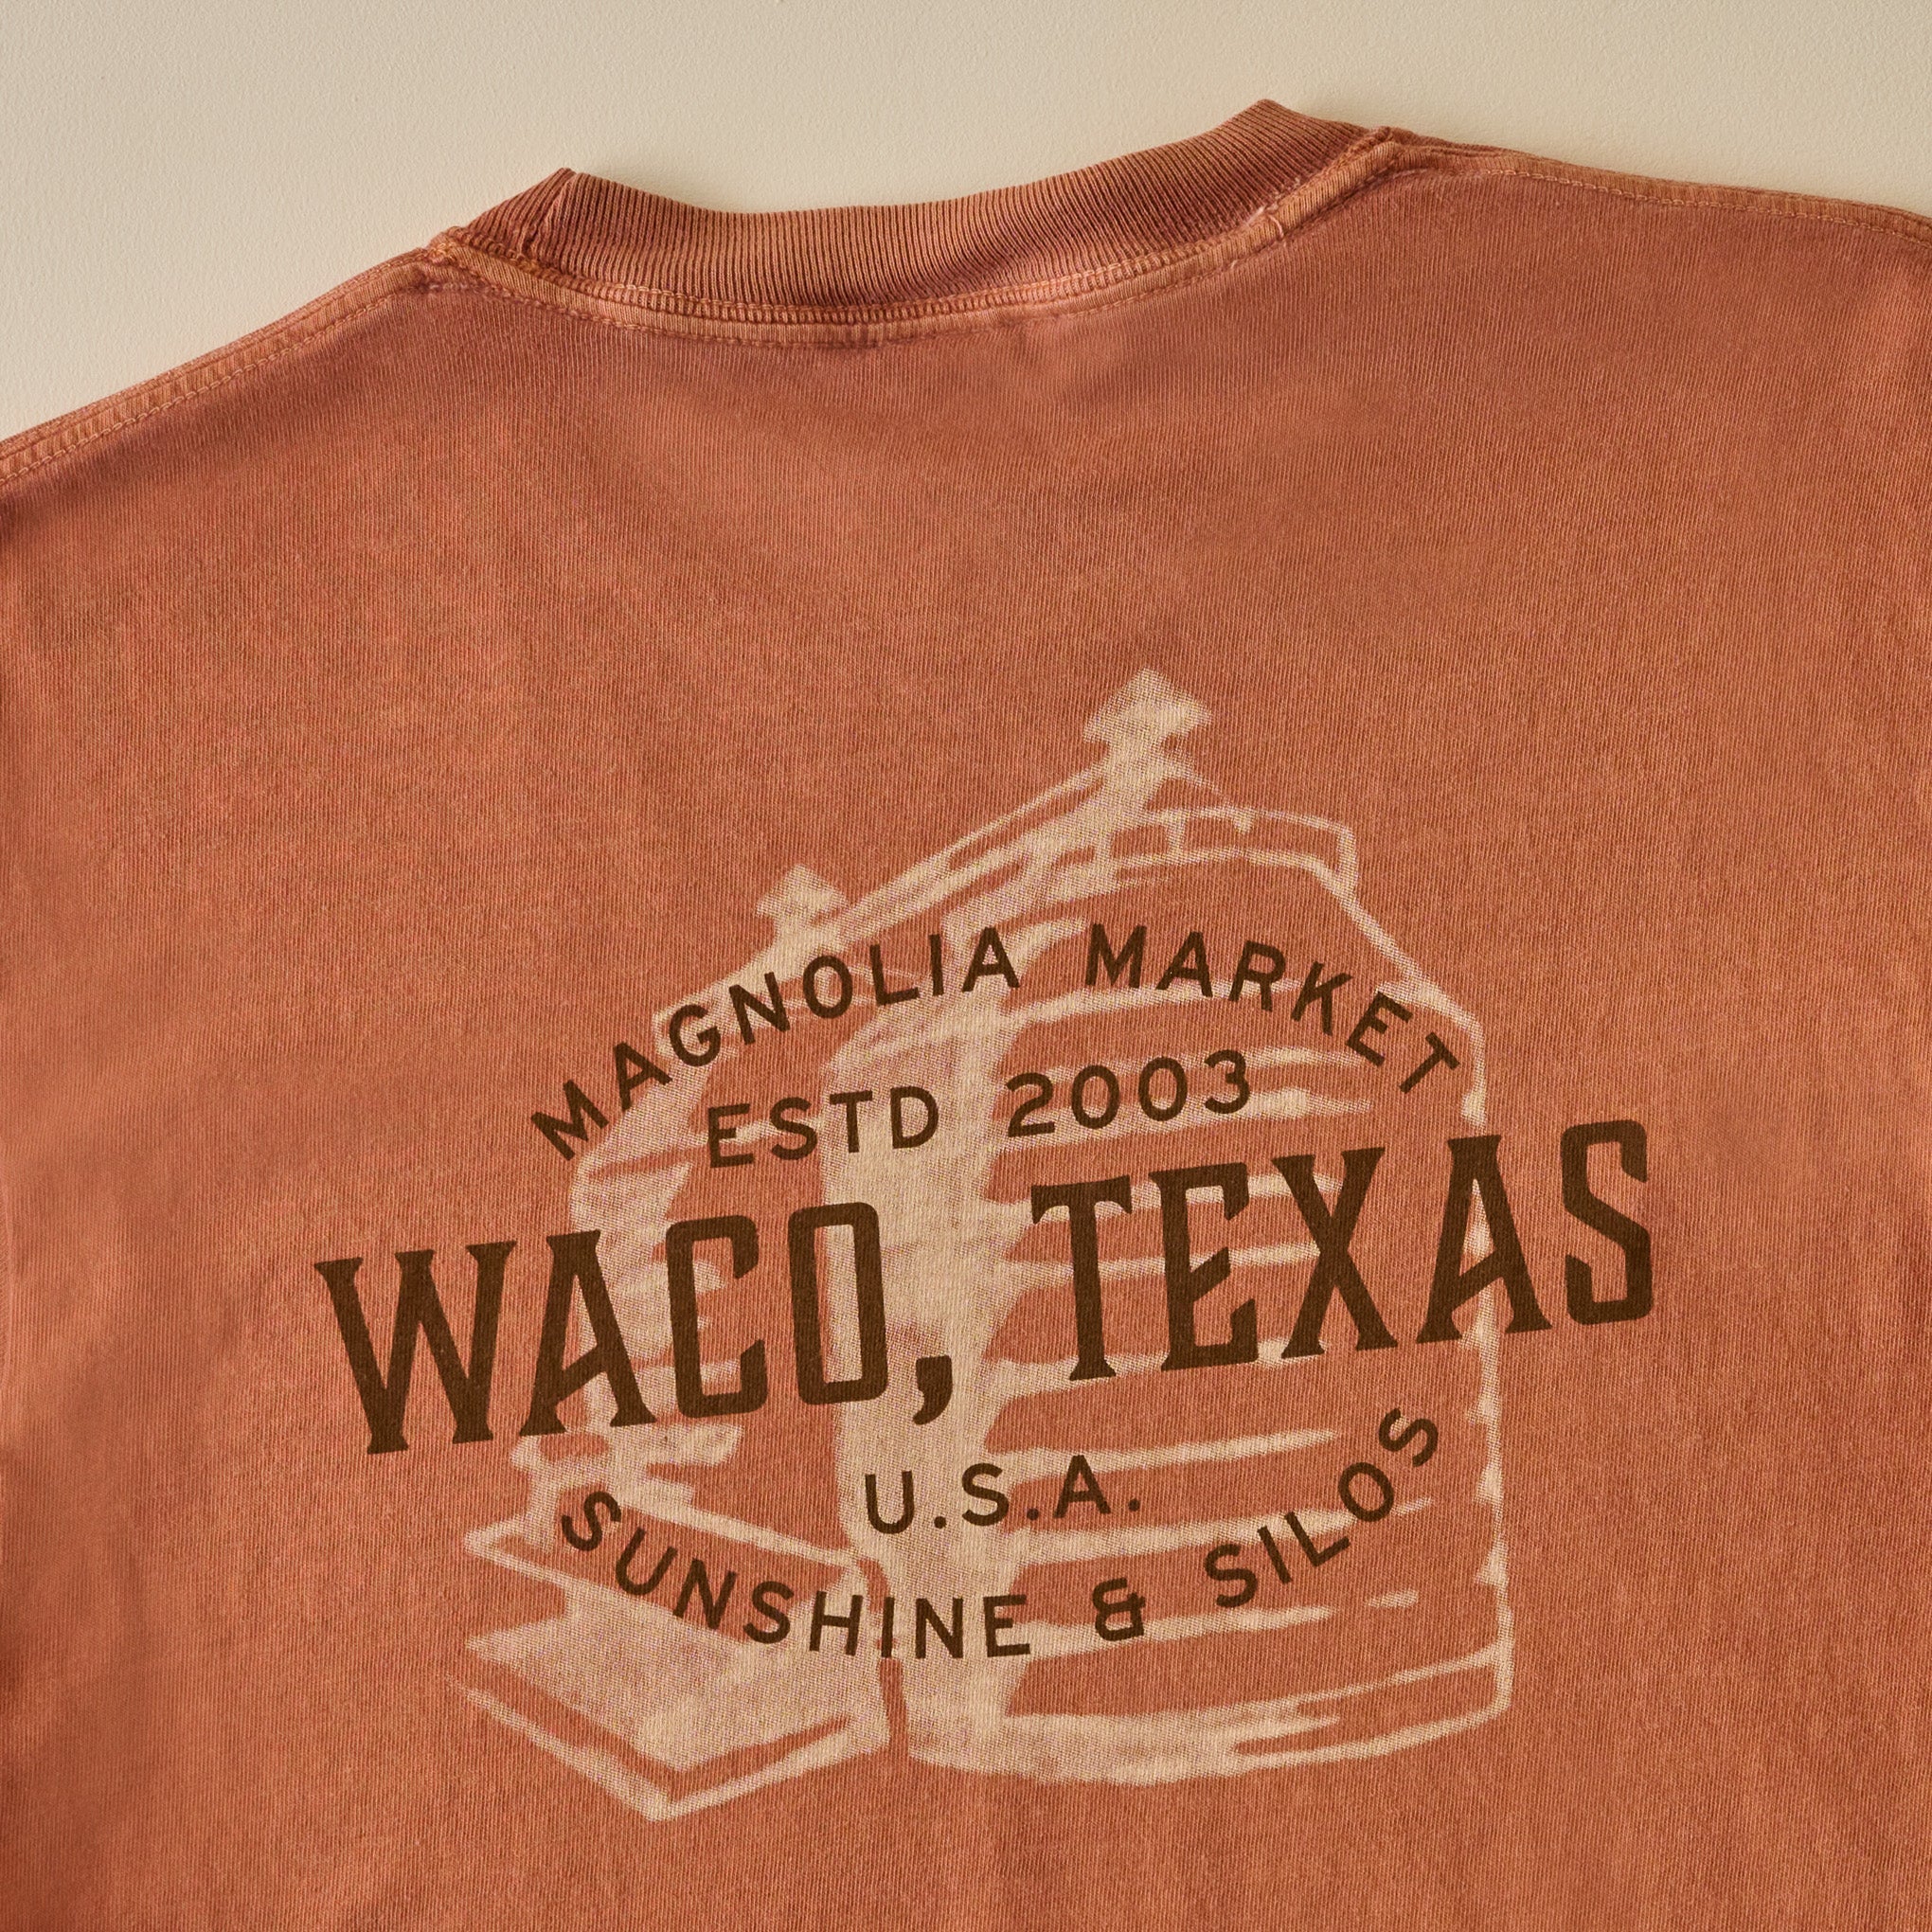 MAGNOLIA MARKET
ESTD 2003
WACO, TEXAS
U.S.A.
SUNSHINE & SILOS